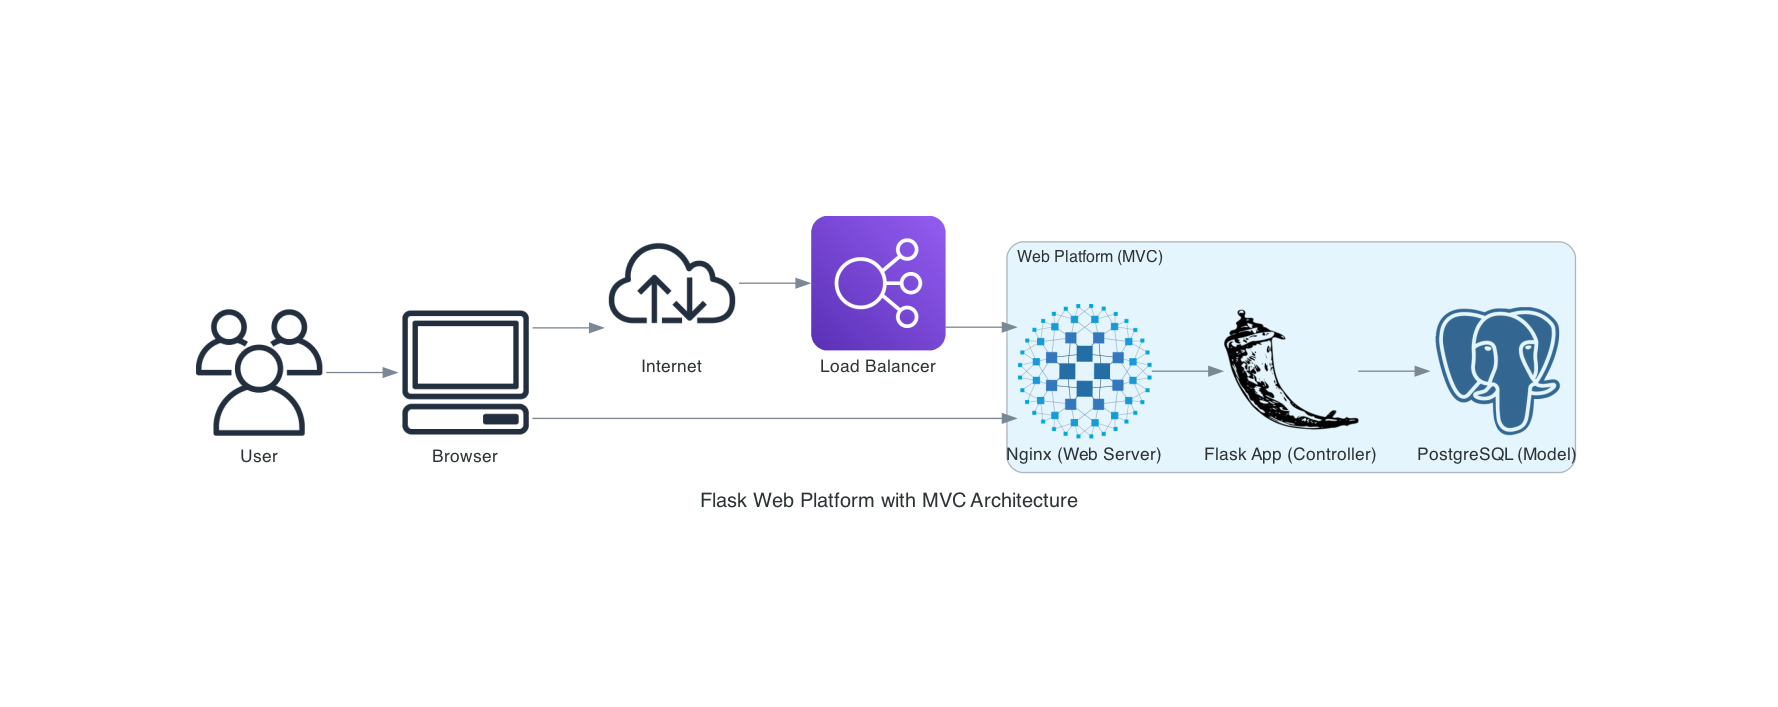 Web Platform (MVC)
Internet
Load Balancer
User
Browser
Nginx (Web Server)
Flask App (Controller)
PostgreSQL (Model)
Flask Web Platform with MVC Architecture